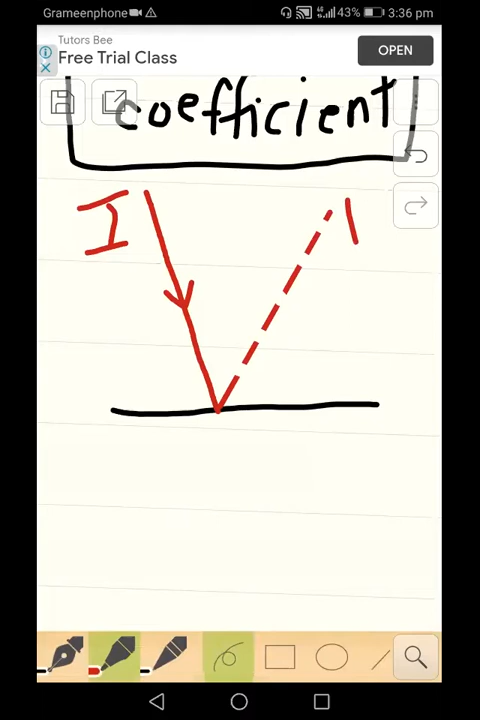 Grameenphone 43% 3:36 pm
Tutors Bee
Free Trial Class
OPEN
coefficient
I